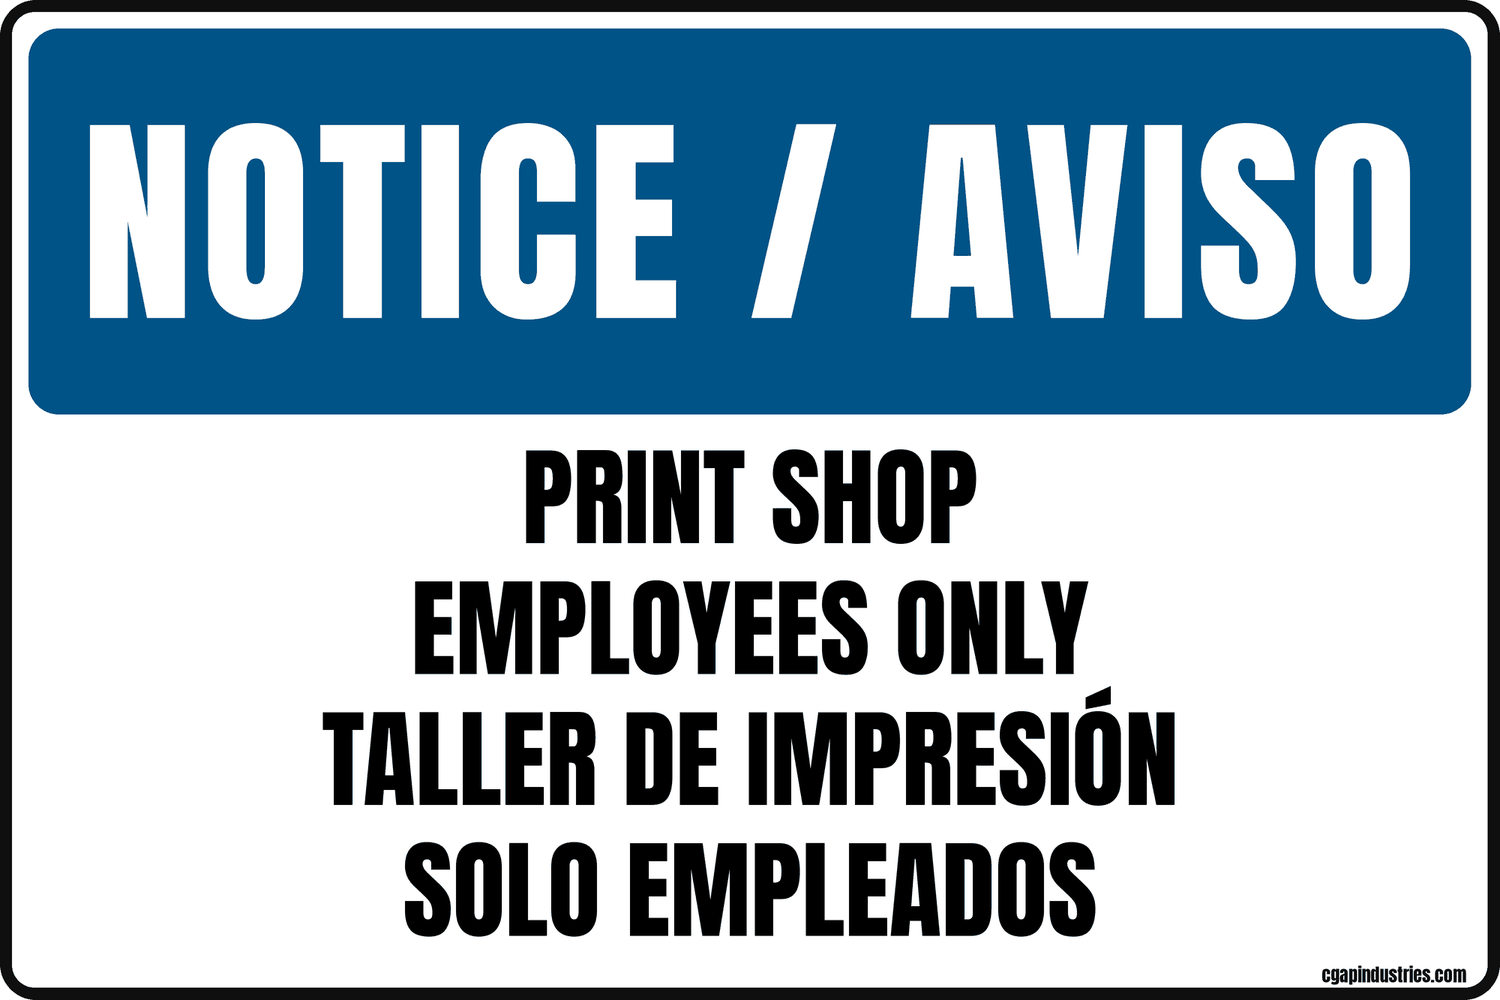 NOTICE / AVISO
PRINT SHOP
EMPLOYEES ONLY
TALLER DE IMPRESIÓN
SOLO EMPLEADOS
cgapindustries.com